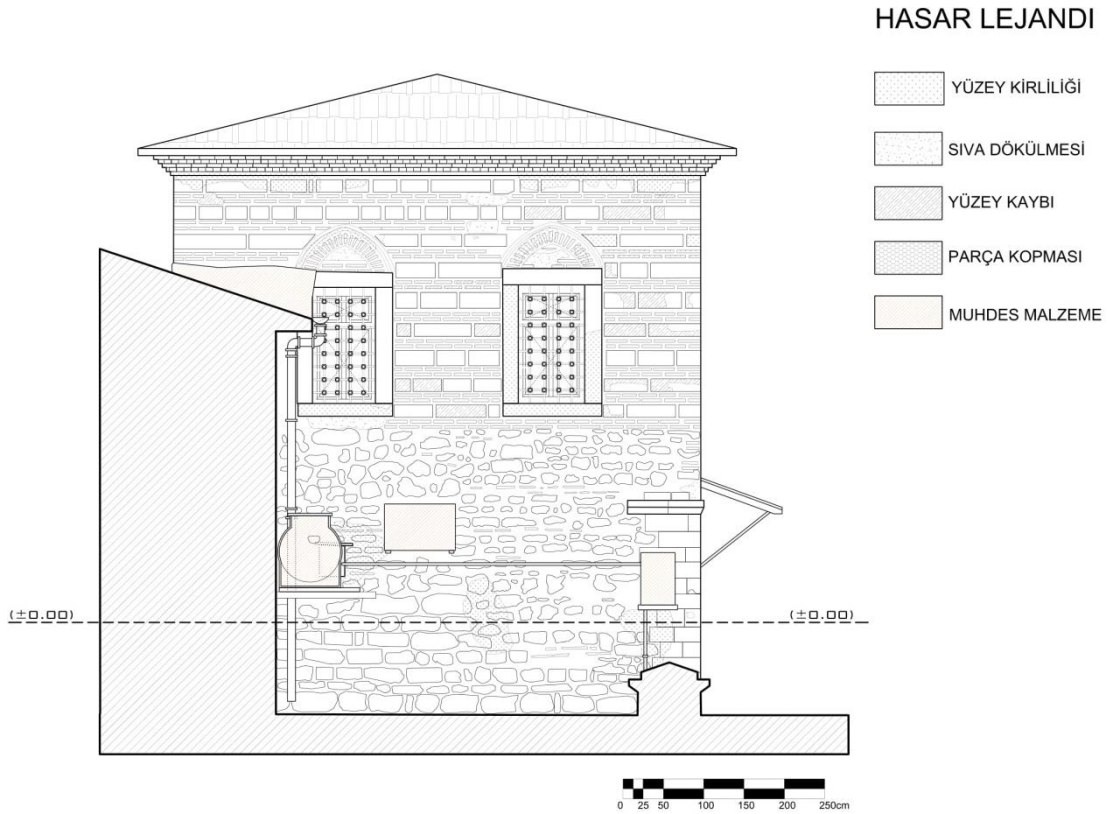 HASAR LEJANDI
YÜZEY KİRLİLİĞİ
SIVA DÖKÜLMESİ
YÜZEY KAYBI
PARÇA KOPMASI
MUHDES MALZEME
(±0.00) (±0.00)
0 25 50 100 150 200 250cm